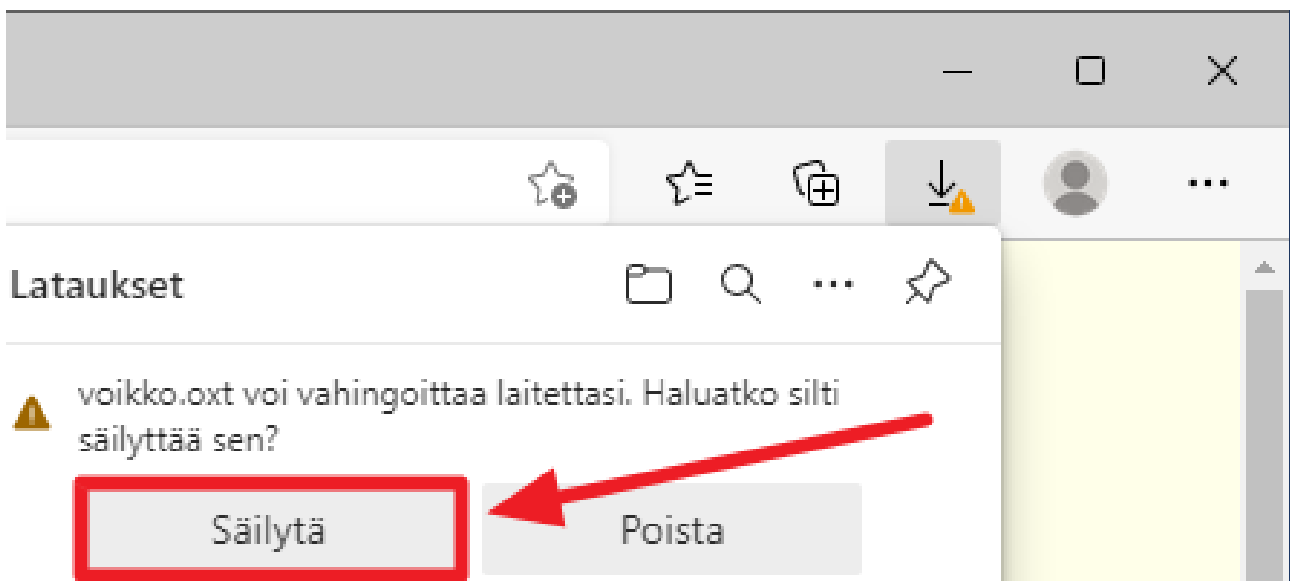 Lataukset
voikko.oxt voi vahingoittaa laitettasi. Haluatko silti
säilyttää sen?
Säilytä
Poista